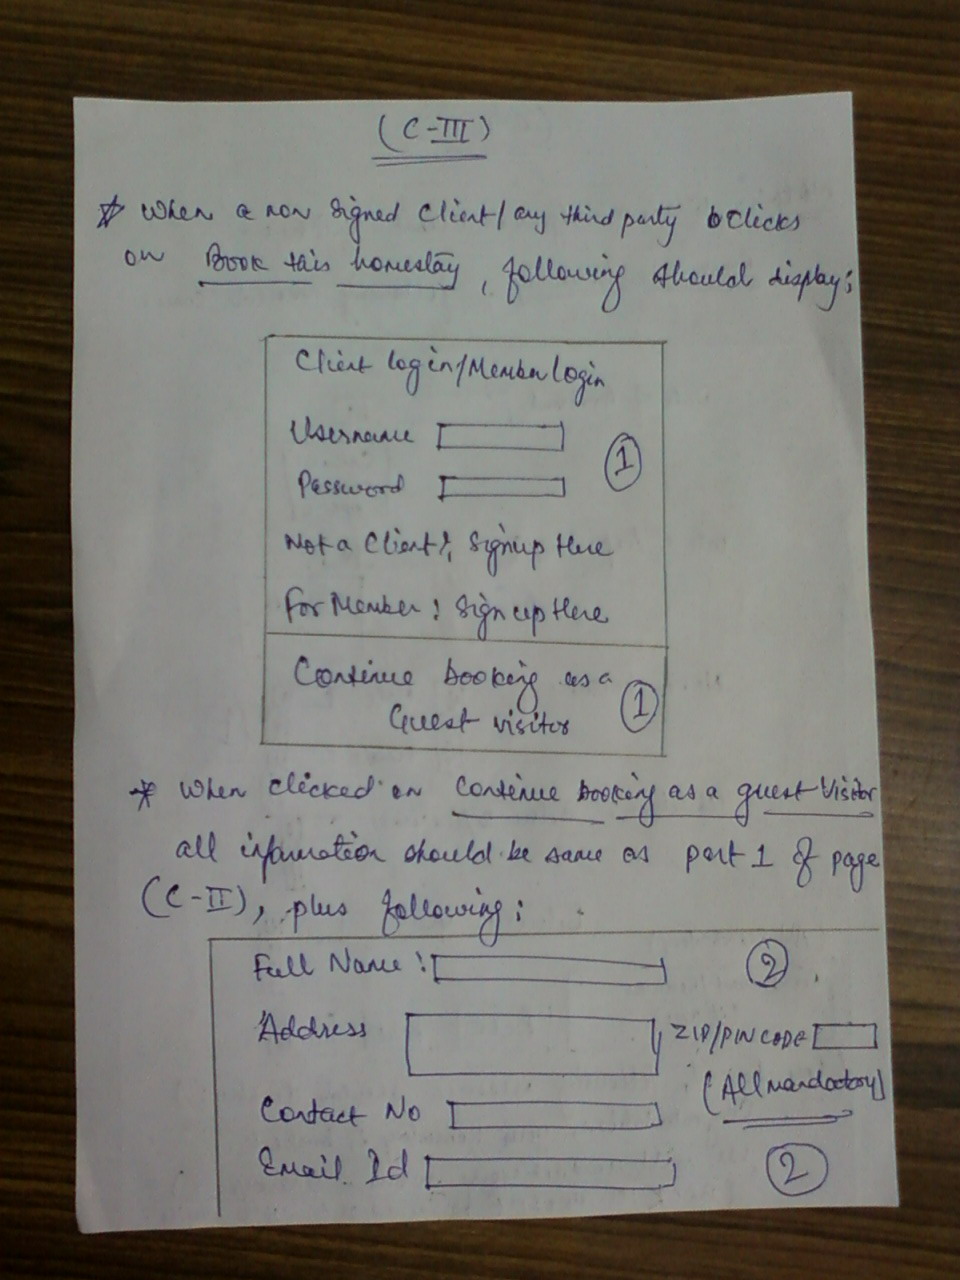 (C-III)
* When a non signed Client/any third party clicks
on Book this homestay, following should display;
Client login/Member login
Username
Password
1
Not a Client?, Signup Here
For Member: Sign up Here
Continue booking as a
Guest visitor
1
* When clicked on Continue booking as a guest Visitor
all information should be same as part 1 of page
(C-II), plus following:
Full Name :
2
Address
ZIP/PIN CODE
(All mandatory)
Contact No
Email Id
2